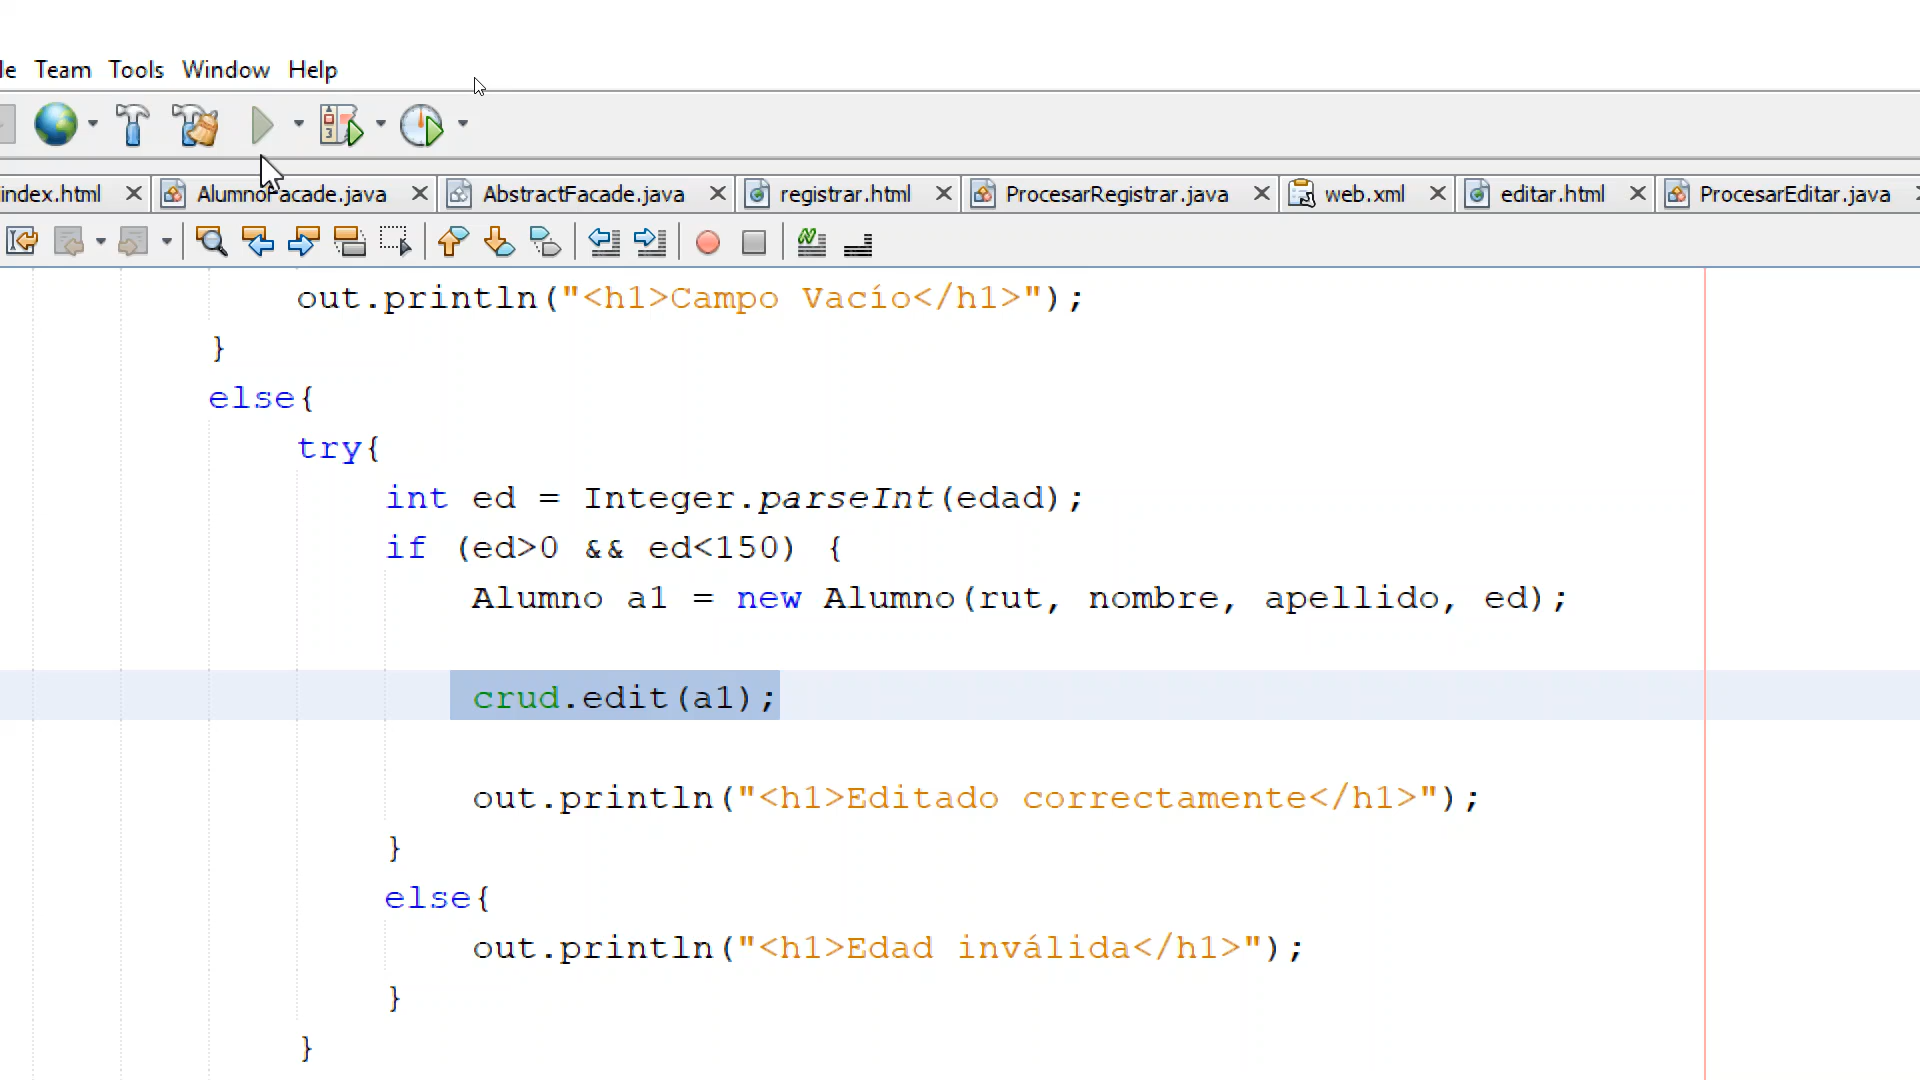 le Team Tools Window Help
index.html AlumnoFacade.java AbstractFacade.java registrar.html ProcesarRegistrar.java web.xml editar.html ProcesarEditar.java
out.println("<h1>Campo Vacío</h1>");
}
else{
try{
int ed = Integer.parseInt(edad);
if (ed>0 && ed<150) {
Alumno a1 = new Alumno(rut, nombre, apellido, ed);
crud.edit(a1);
out.println("<h1>Editado correctamente</h1>");
}
else{
out.println("<h1>Edad inválida</h1>");
}
}